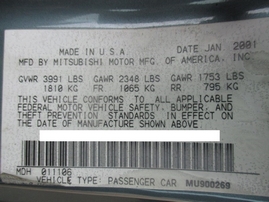 MADE IN U.S.A DATE JAN. 2001
MFD BY MITSUBISHI MOTOR MFG. OF AMERICA, INC
GVWR 3991 LBS GAWR 2348 LBS GAWR 1753 LBS
1810 KG FR 1065 KG RR 795 KG
THIS VEHICLE CONFORMS TO ALL APPLICABLE
FEDERAL MOTOR VEHICLE SAFETY, BUMPER, AND
THEFT PREVENTION STANDARDS IN EFFECT ON THE
DATE OF MANUFACTURE SHOWN ABOVE.
MDH 011106
VEHICLE TYPE: PASSENGER CAR MU900269